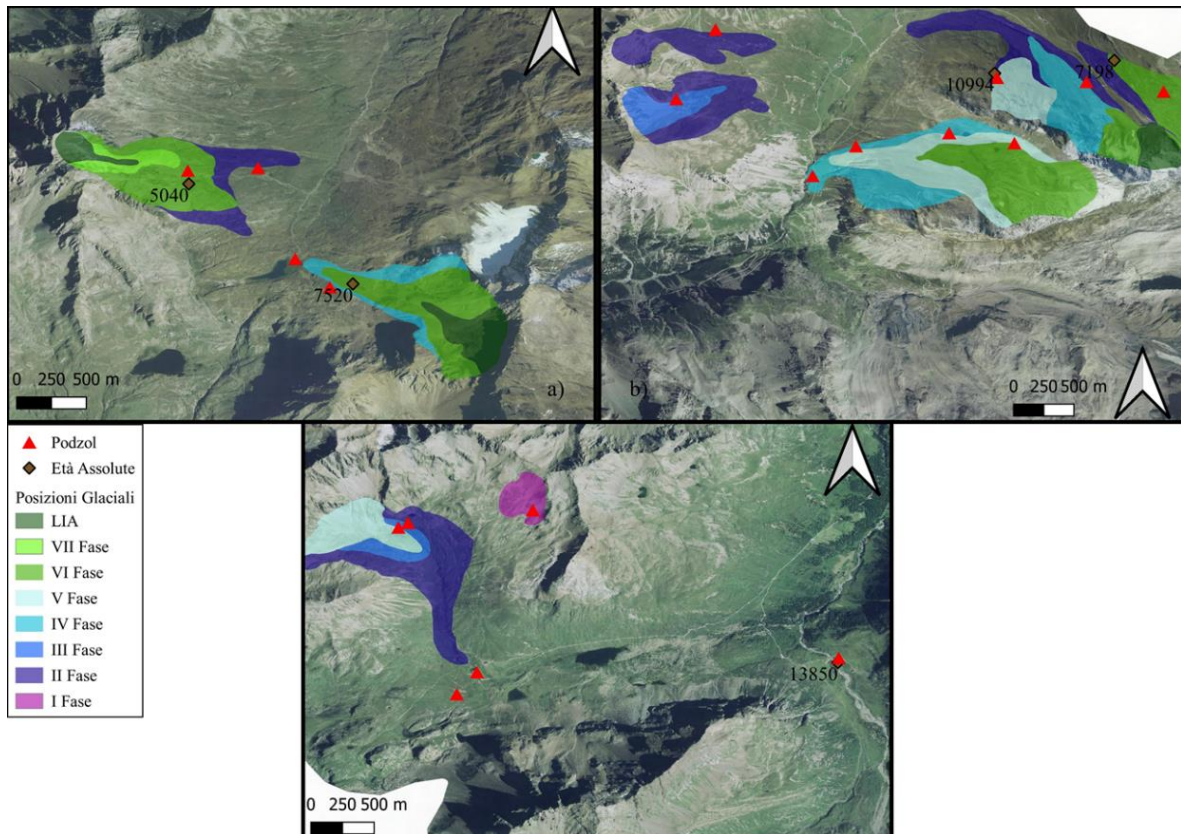 5040
7520
0 250 500 m
a)
10994
7198
b)
0 250 500 m
Podzol
Età Assolute
Posizioni Glaciali
LIA
VII Fase
VI Fase
V Fase
IV Fase
III Fase
II Fase
I Fase
13850
0 250 500 m